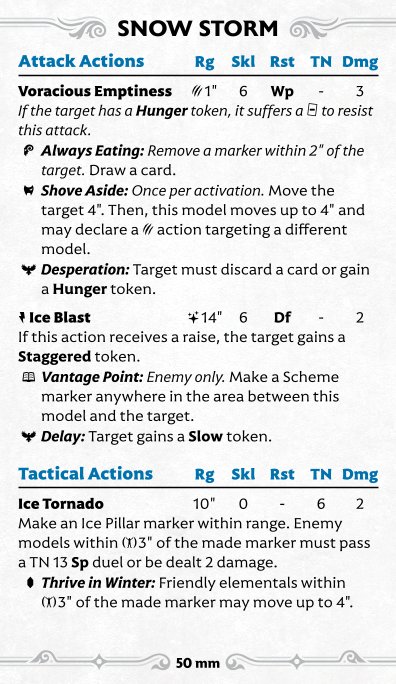 SNOW STORM
Attack Actions Rg Skl Rst TN Dmg
Voracious Emptiness 1" 6 Wp - 3
If the target has a Hunger token, it suffers a to resist
this attack.
Always Eating: Remove a marker within 2" of the
target. Draw a card.
Shove Aside: Once per activation. Move the
target 4". Then, this model moves up to 4" and
may declare a action targeting a different
model.
Desperation: Target must discard a card or gain
a Hunger token.
Ice Blast 14" 6 Df - 2
If this action receives a raise, the target gains a
Staggered token.
Vantage Point: Enemy only. Make a Scheme
marker anywhere in the area between this
model and the target.
Delay: Target gains a Slow token.
Tactical Actions Rg Skl Rst TN Dmg
Ice Tornado 10" 0 - 6 2
Make an Ice Pillar marker within range. Enemy
models within 3" of the made marker must pass
a TN 13 Sp duel or be dealt 2 damage.
Thrive in Winter: Friendly elementals within
3" of the made marker may move up to 4".
50 mm